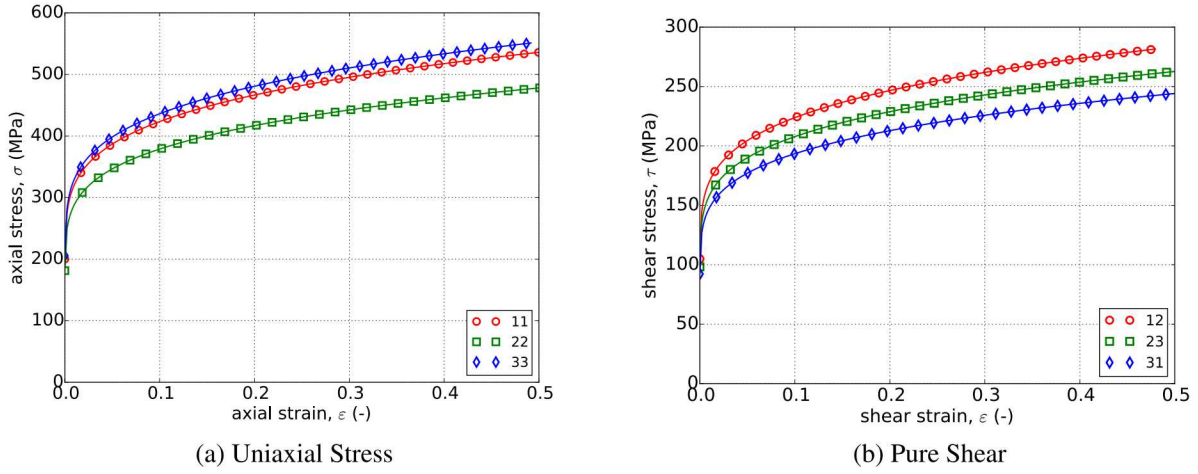 600
500
400
300
200
100
0
axial stress, σ (MPa)
0.0 0.1 0.2 0.3 0.4 0.5
axial strain, ε (-)
11
22
33
(a) Uniaxial Stress
300
250
200
150
100
50
0
shear stress, τ (MPa)
0.0 0.1 0.2 0.3 0.4 0.5
shear strain, ε (-)
12
23
31
(b) Pure Shear